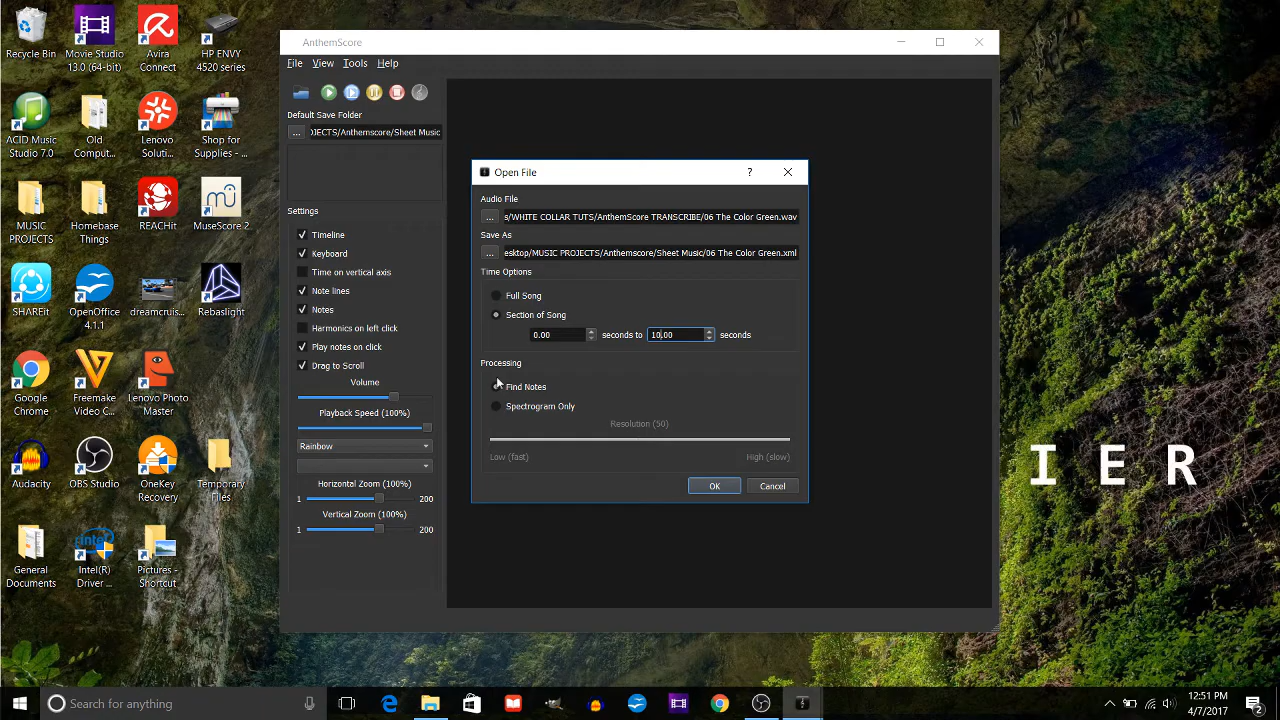 Recycle Bin
Movie Studio
13.0 (64-bit)
Avira
Connect
HP ENVY
4520 series
ACID Music
Studio 7.0
Old
Comput...
Lenovo
Soluti...
Shop for
Supplies - ...
MUSIC
PROJECTS
Homebase
Things
REACHit
MuseScore 2
SHAREit
OpenOffice
4.1.1
dreamcruis...
Rebaslight
Google
Chrome
Freemake
Video C...
Lenovo Photo
Master
Audacity
OBS Studio
OneKey
Recovery
Temporary
Files
General
Documents
Intel(R)
Driver ...
Pictures -
Shortcut
AnthemScore
File View Tools Help
Default Save Folder
... OJECTS/Anthemscore/Sheet Music
Settings
Timeline
Keyboard
Time on vertical axis
Note lines
Notes
Harmonics on left click
Play notes on click
Drag to Scroll
Volume
Playback Speed (100%)
Rainbow
Horizontal Zoom (100%)
1 200
Vertical Zoom (100%)
1 200
Open File ?
Audio File
... s/WHITE COLLAR TUTS/AnthemScore TRANSCRIBE/06 The Color Green.wav
Save As
... esktop/MUSIC PROJECTS/Anthemscore/Sheet Music/06 The Color Green.xml
Time Options
Full Song
Section of Song
0.00 seconds to 10.00 seconds
Processing
Find Notes
Spectrogram Only
Resolution (50)
Low (fast) High (slow)
OK Cancel
I E R
Search for anything
12:51 PM
4/7/2017
2